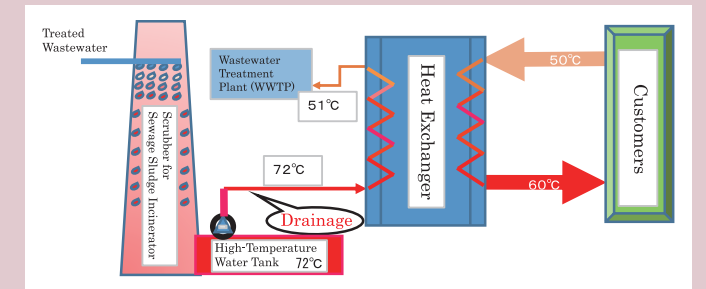 Treated
Wastewater
Wastewater
Treatment
Plant (WWTP)
51℃
Scrubber for
Sewage Sludge Incinerator
72℃
Drainage
High-Temperature
Water Tank 72℃
Heat Exchanger
50℃
60℃
Customers